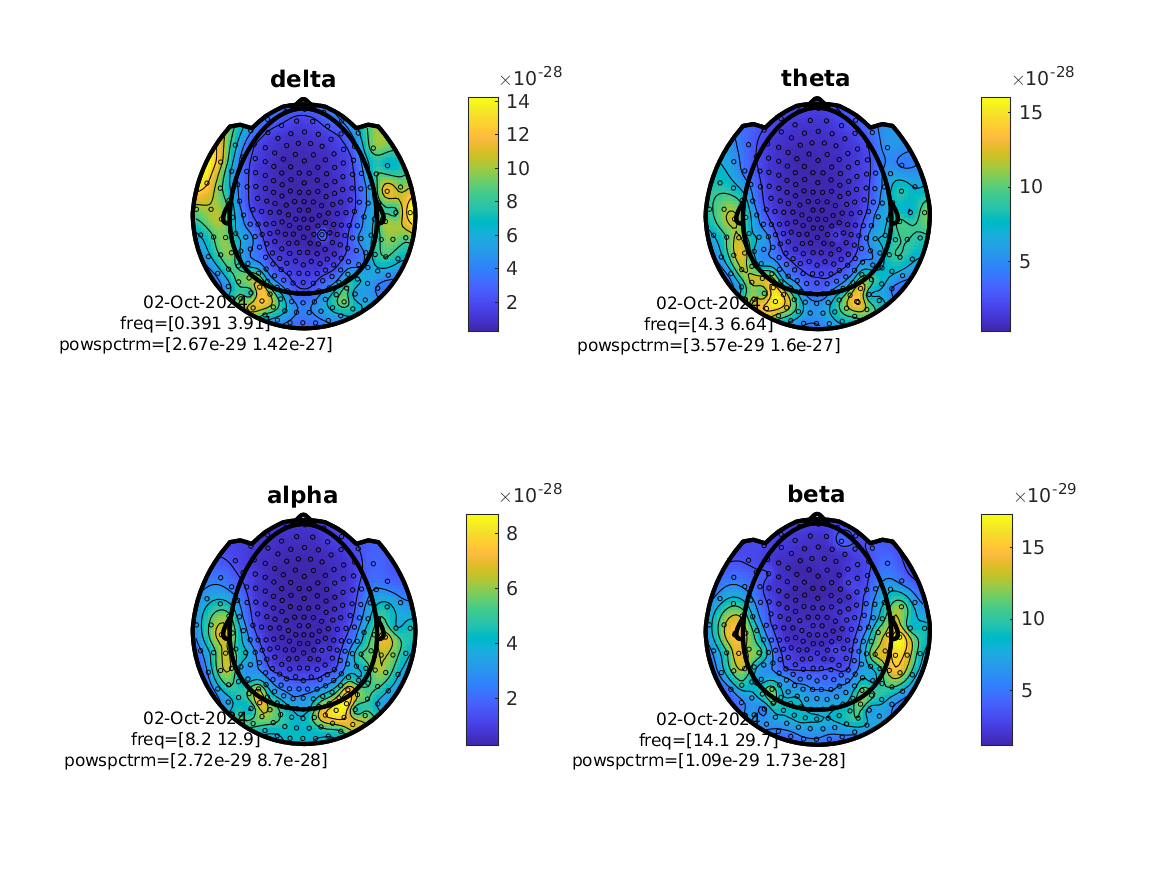 delta
×10-28
14
12
10
8
6
4
2
02-Oct-2024
freq=[0.391 3.91]
powspctrm=[2.67e-29 1.42e-27]
theta
×10-28
15
10
5
02-Oct-2024
freq=[4.3 6.64]
powspctrm=[3.57e-29 1.6e-27]
alpha
×10-28
8
6
4
2
02-Oct-2024
freq=[8.2 12.9]
powspctrm=[2.72e-29 8.7e-28]
beta
×10-29
15
10
5
02-Oct-2024
freq=[14.1 29.7]
powspctrm=[1.09e-29 1.73e-28]